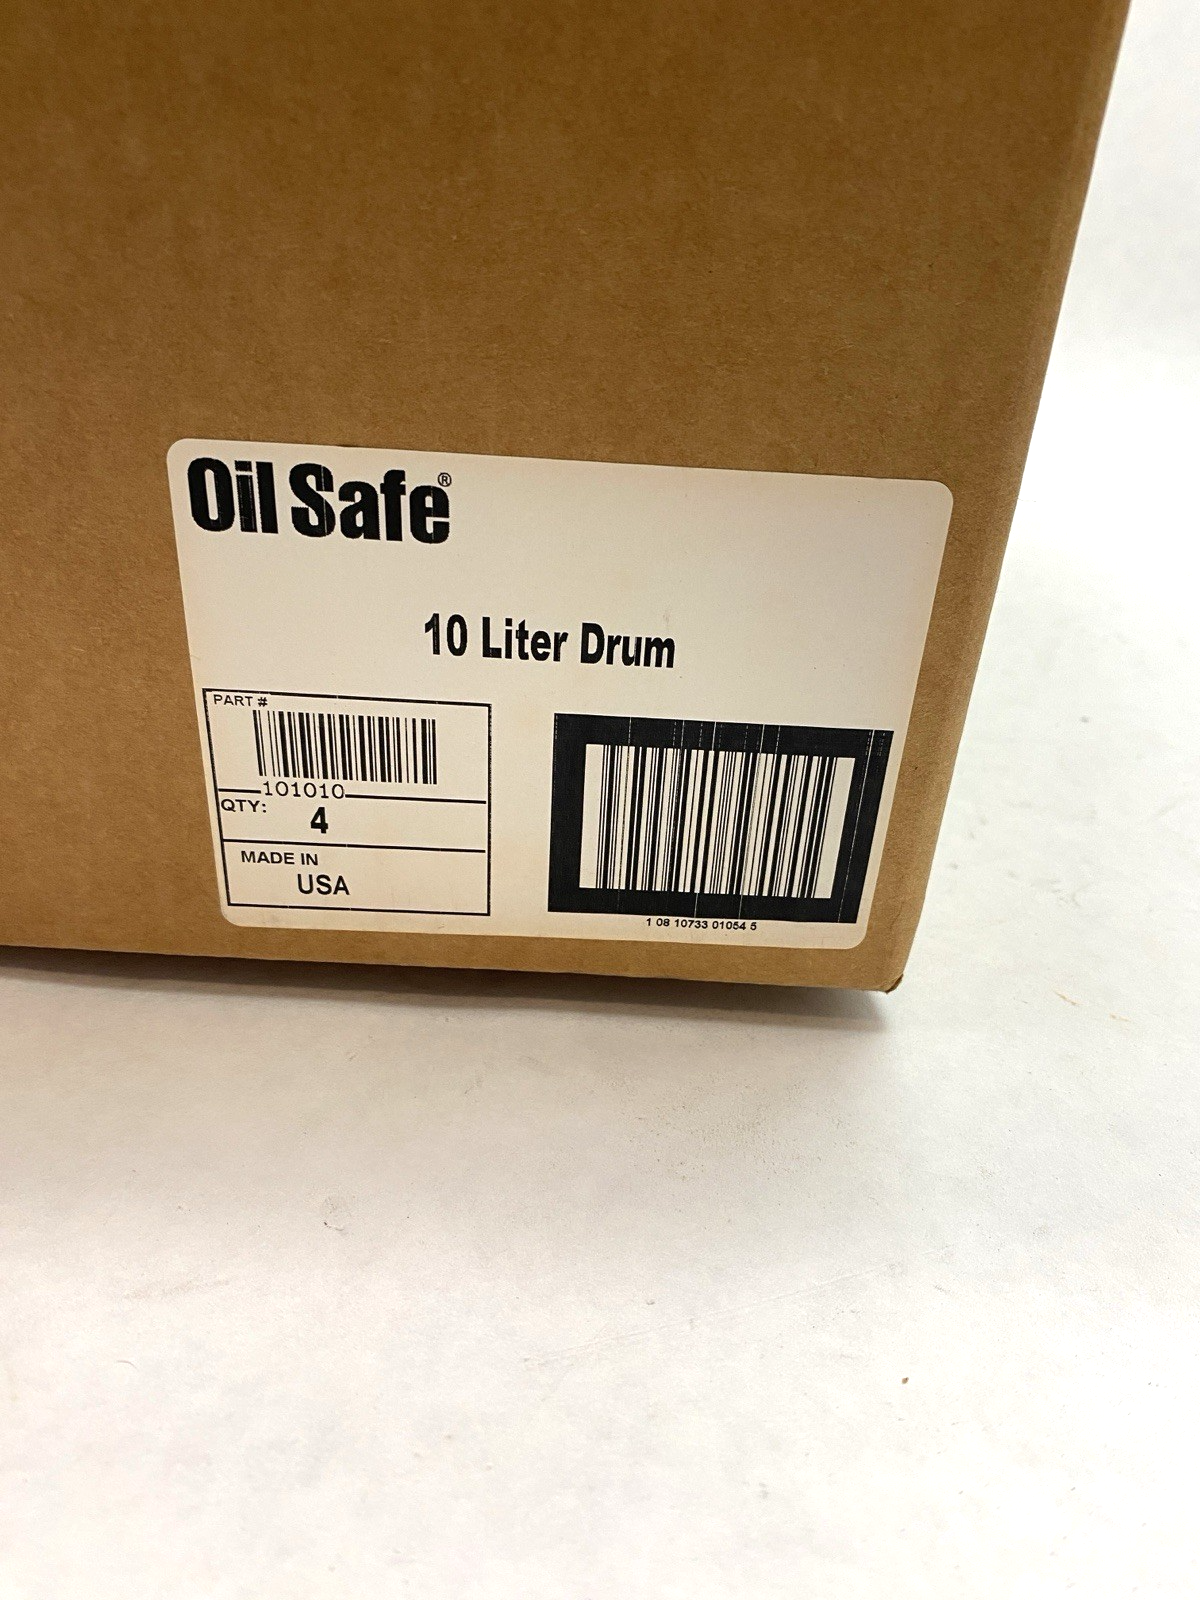 Oil Safe®
10 Liter Drum
PART #
101010
QTY:
4
MADE IN
USA
1 08 10733 01054 5